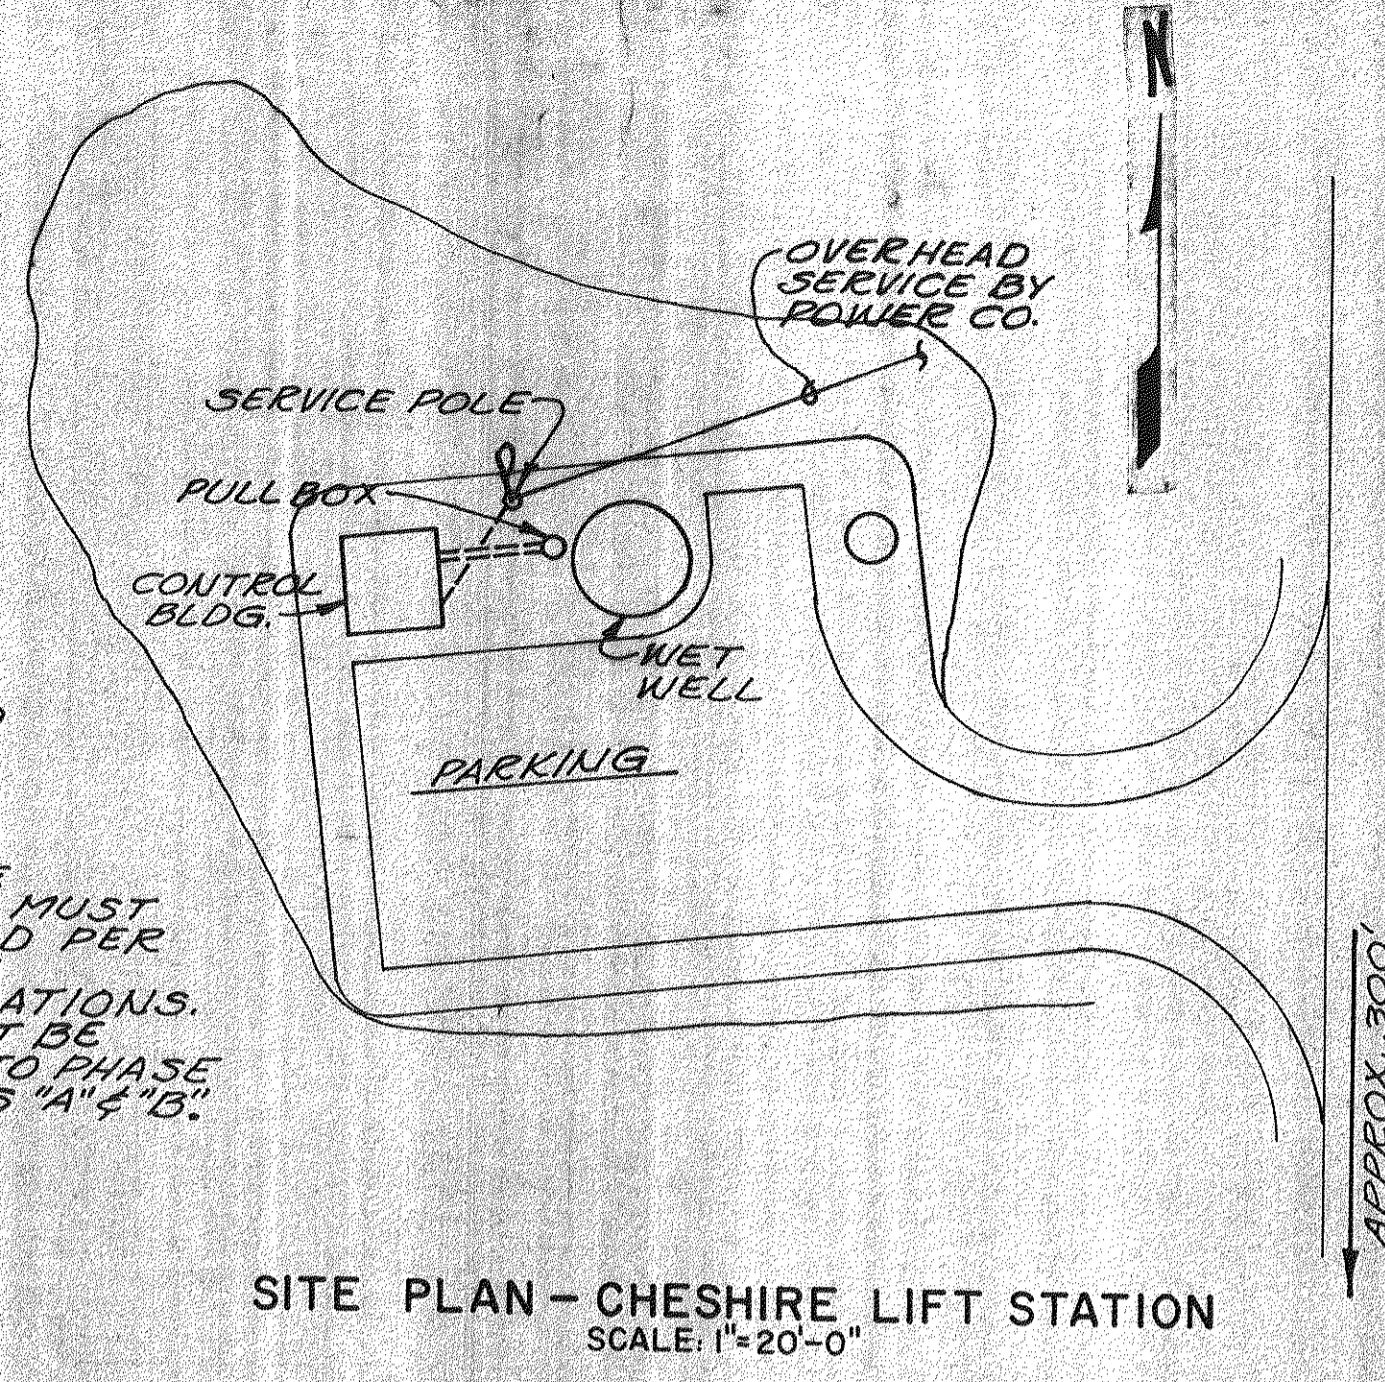 N
OVERHEAD
SERVICE BY
POWER CO.
SERVICE POLE
PULL BOX
CONTROL
BLDG.
WET
WELL
PARKING
MUST
PER
ATIONS.
BE
TO PHASE
"A" & "B".
APPROX. 300'
SITE PLAN – CHESHIRE LIFT STATION
SCALE: 1"=20'-0"